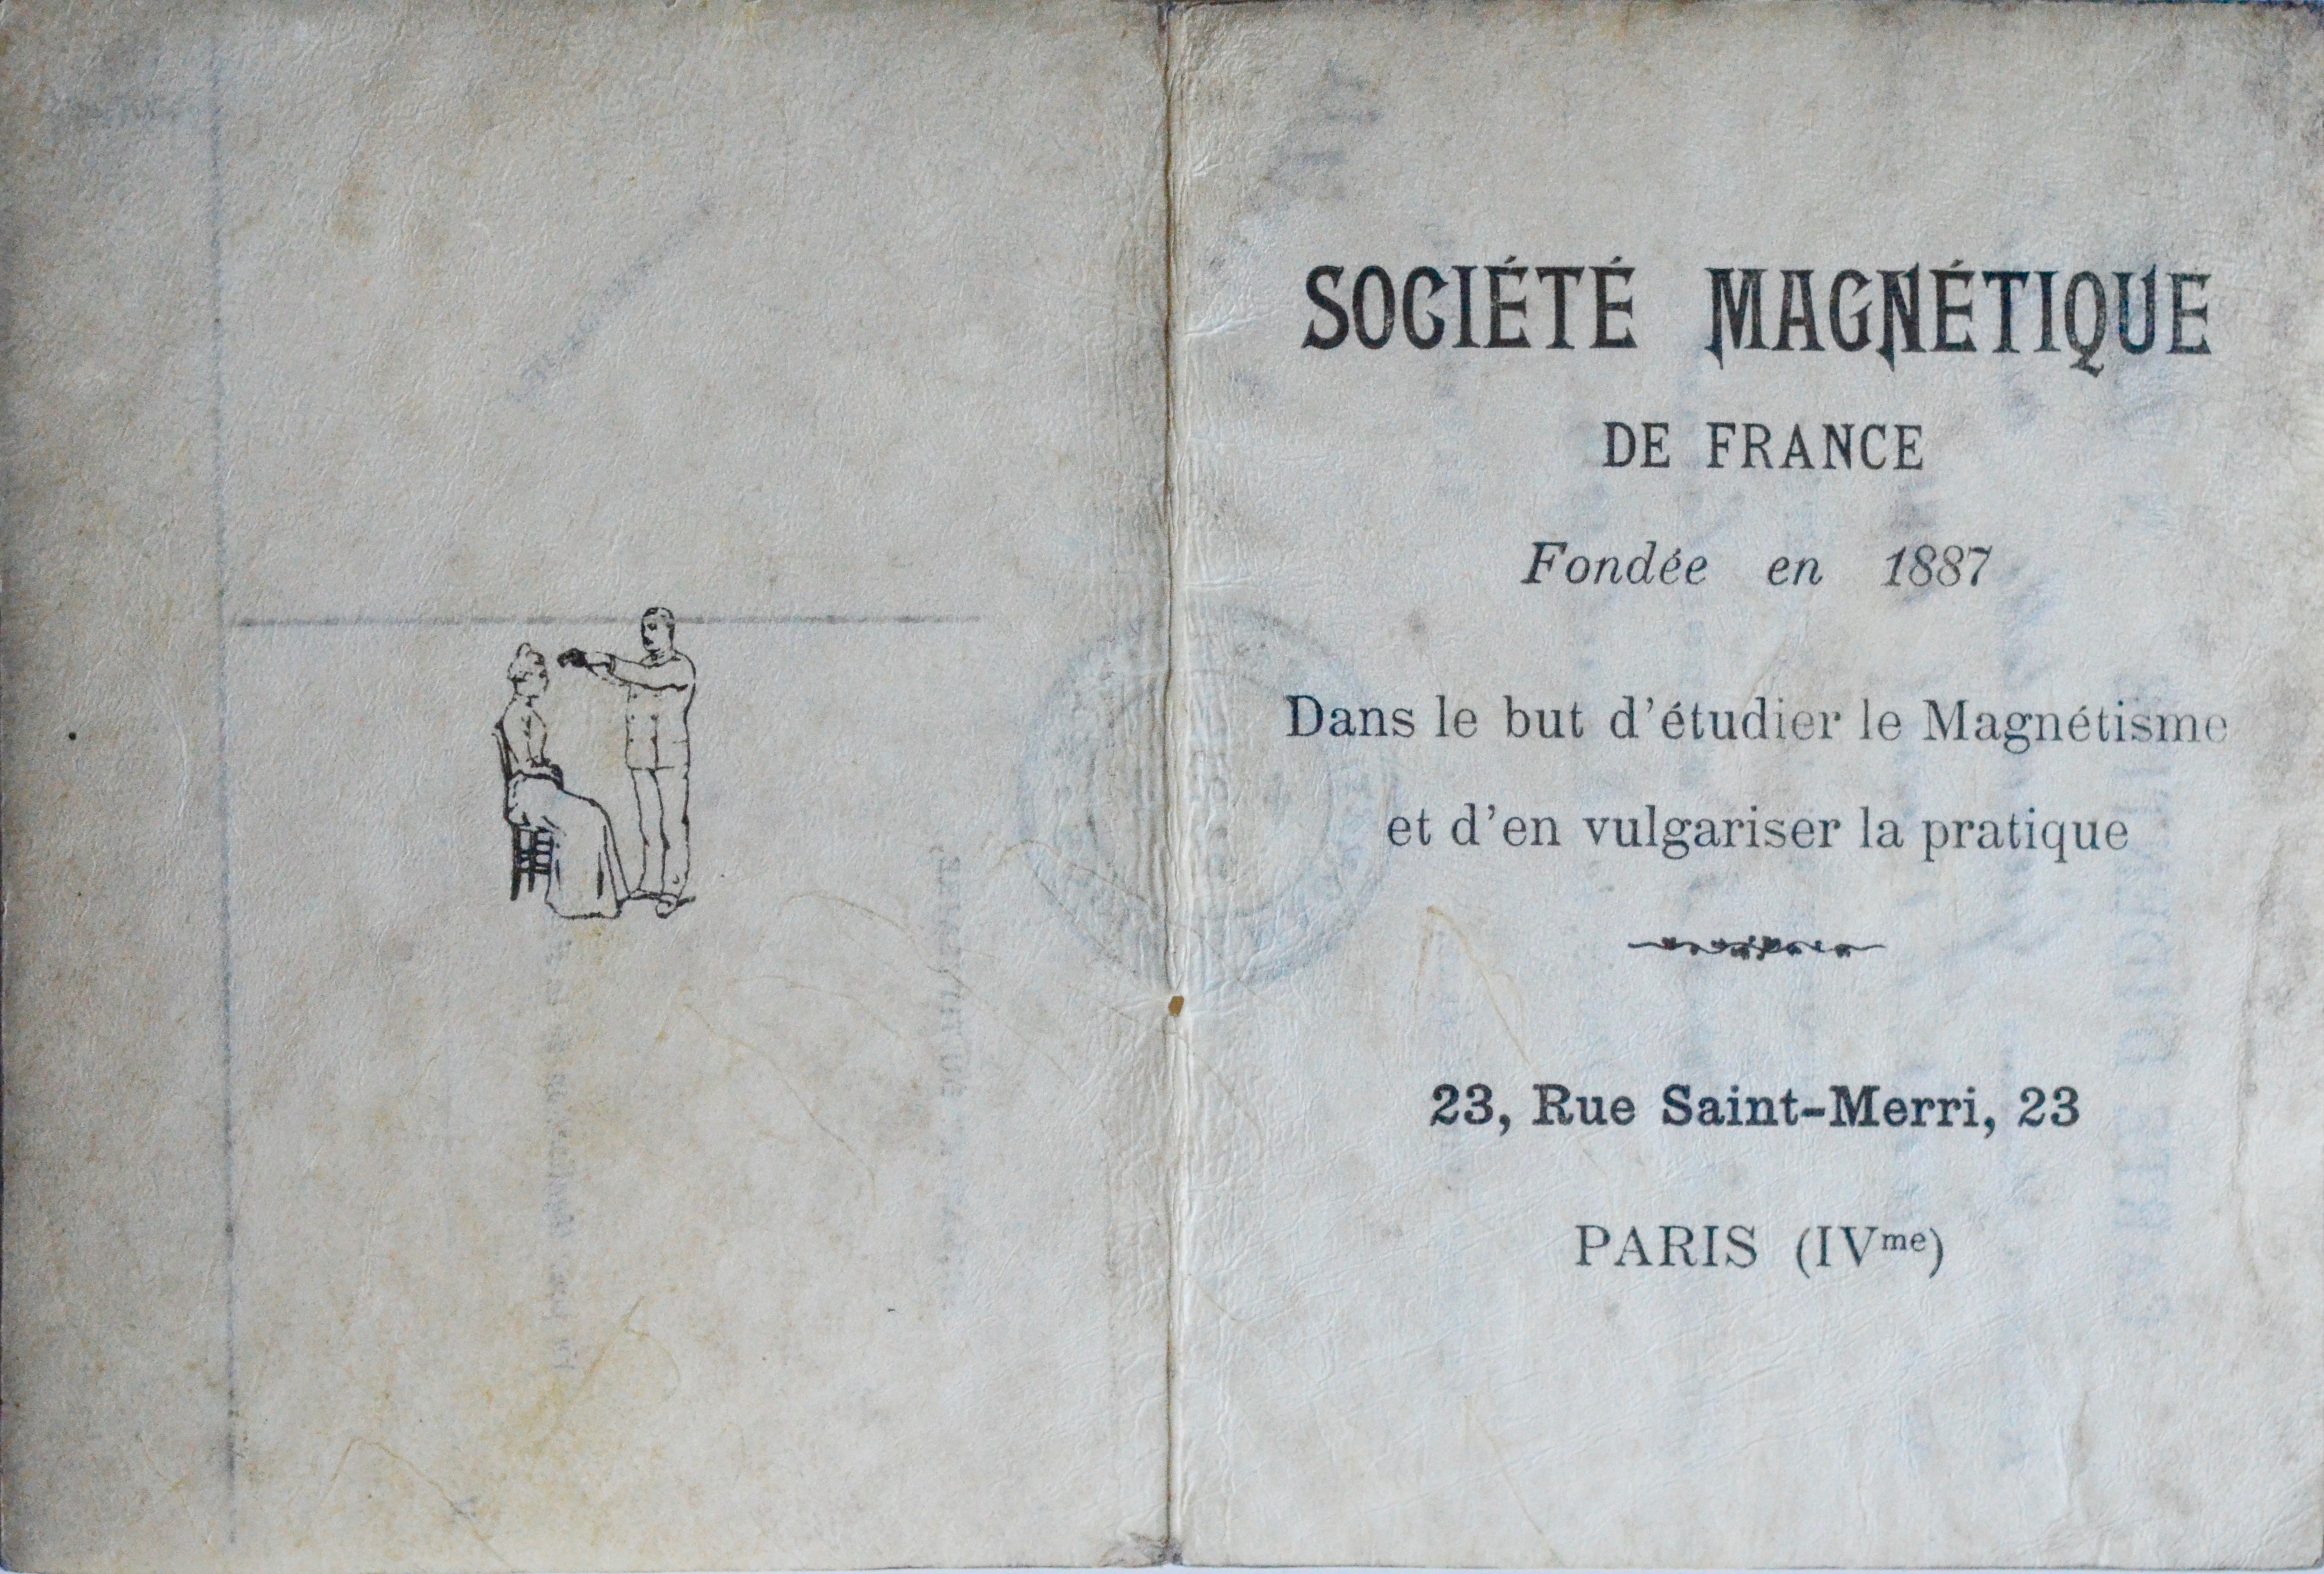 SOCIÉTÉ MAGNÉTIQUE
DE FRANCE
Fondée en 1887
Dans le but d'étudier le Magnétisme
et d'en vulgariser la pratique
23, Rue Saint-Merri, 23
PARIS (IVme)